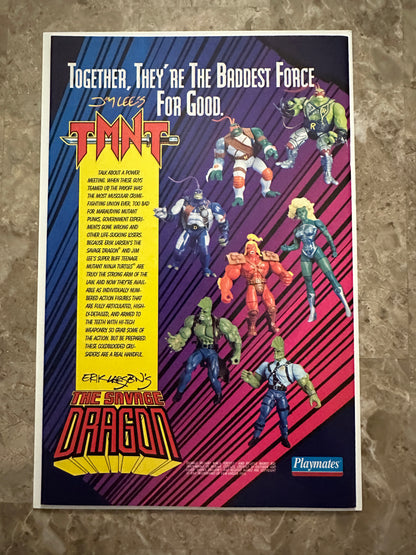 TOGETHER, THEY'RE THE BADDEST FORCE
FOR GOOD.
JIM LEE'S
TMNT
TALK ABOUT A POWER
MEETING. WHEN THESE GUYS
TEAMED UP THE PAYOFF WAS
THE MOST MUSCULAR CRIME-
FIGHTING UNION EVER. TOO BAD
FOR MARAUDING MUTANT
PUNKS, GOVERNMENT EXPERI-
MENTS GONE WRONG AND
OTHER LIFE-SUCKING LOSERS.
BECAUSE ERIK LARSEN'S THE
SAVAGE DRAGON™ AND JIM
LEE'S SUPER BUFF TEENAGE
MUTANT NINJA TURTLES® ARE
TRULY THE STRONG ARM OF THE
LAW. AND NOW THEY'RE AVAIL-
ABLE AS INDIVIDUALLY NUM-
BERED ACTION FIGURES THAT
ARE FULLY ARTICULATED, HIGH-
LY-DETAILED, AND ARMED TO
THE TEETH WITH HI-TECH
WEAPONRY. SO GRAB SOME OF
THE ACTION. BUT BE PREPARED.
THESE COLDBLOODED CRU-
SADERS ARE A REAL HANDFUL.
ERIK LARSEN'S
THE SAVAGE
DRAGON
Playmates®